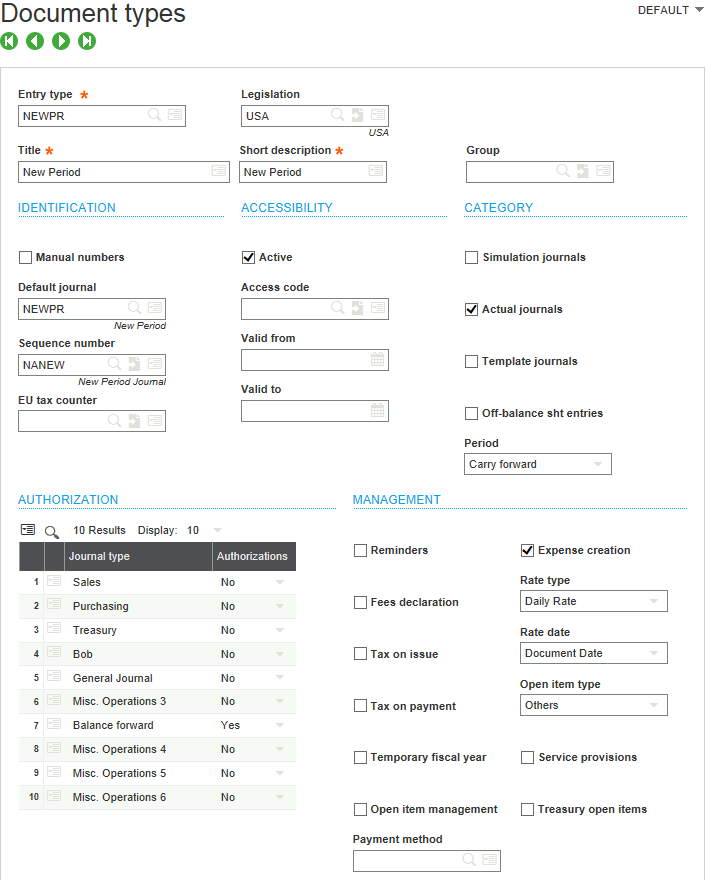 Document types
DEFAULT
Entry type *
Legislation
NEWPR
USA
USA
Title *
Short description *
Group
New Period
New Period
IDENTIFICATION
ACCESSIBILITY
CATEGORY
Manual numbers
Active
Simulation journals
Default journal
Access code
NEWPR
Actual journals
New Period
Sequence number
Valid from
NANEW
Template journals
New Period Journal
Valid to
EU tax counter
Off-balance sht entries
Period
Carry forward
AUTHORIZATION
MANAGEMENT
10 Results Display: 10
Journal type Authorizations
1 Sales No
2 Purchasing No
3 Treasury No
4 Bob No
5 General Journal No
6 Misc. Operations 3 No
7 Balance forward Yes
8 Misc. Operations 4 No
9 Misc. Operations 5 No
10 Misc. Operations 6 No
Reminders
Expense creation
Rate type
Fees declaration
Daily Rate
Rate date
Tax on issue
Document Date
Open item type
Tax on payment
Others
Temporary fiscal year
Service provisions
Open item management
Treasury open items
Payment method